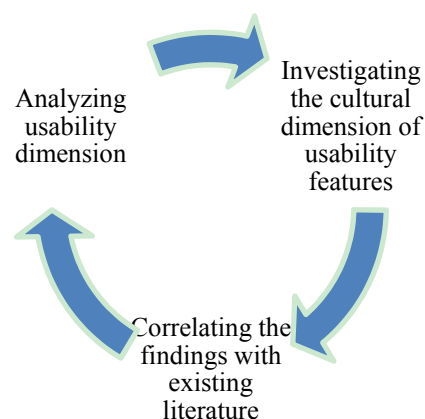 Analyzing
usability
dimension
Investigating
the cultural
dimension of
usability
features
Correlating the
findings with
existing
literature